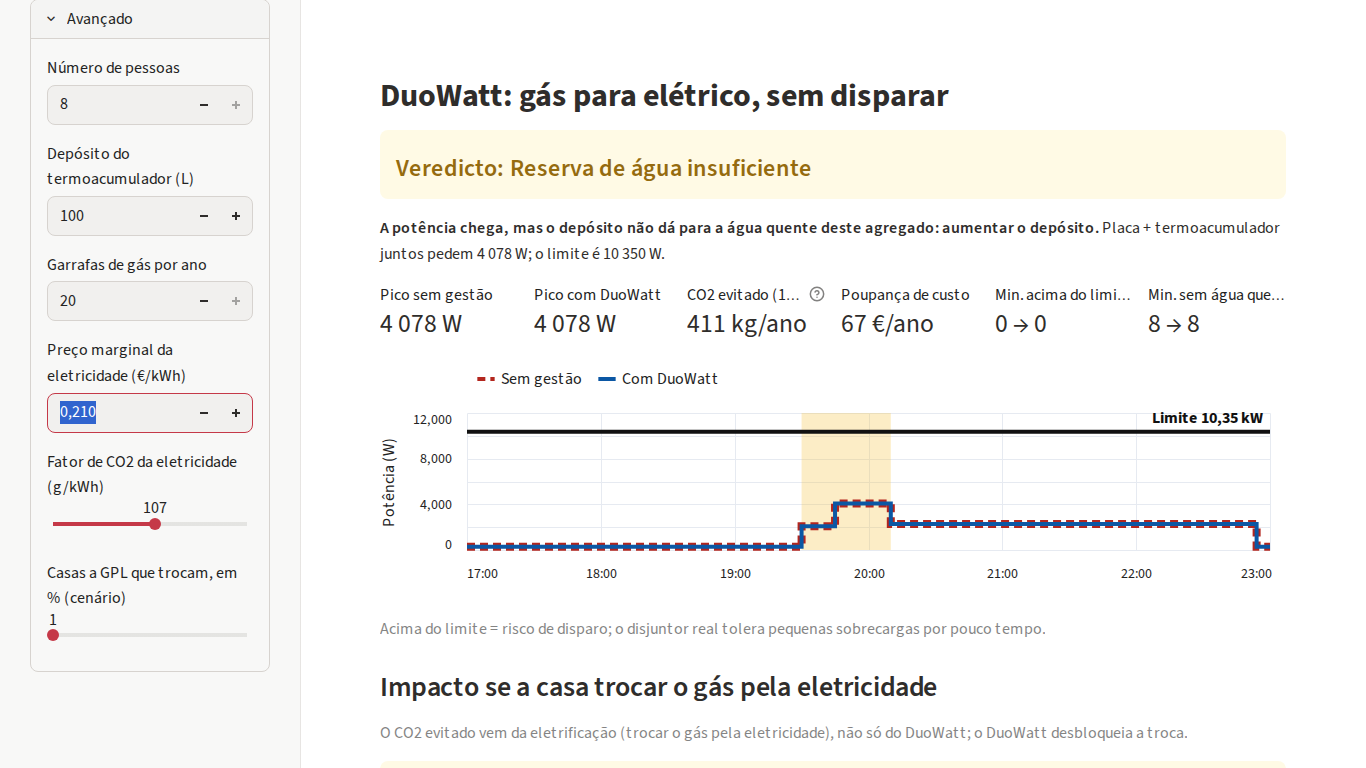 Avançado
Número de pessoas
8
Depósito do
termoacumulador (L)
100
Garrafas de gás por ano
20
Preço marginal da
eletricidade (€/kWh)
0,210
Fator de CO2 da eletricidade
(g/kWh)
107
Casas a GPL que trocam, em
% (cenário)
1
DuoWatt: gás para elétrico, sem disparar
Veredicto: Reserva de água insuficiente
A potência chega, mas o depósito não dá para a água quente deste agregado: aumentar o depósito. Placa + termoacumulador
juntos pedem 4 078 W; o limite é 10 350 W.
Pico sem gestão
4 078 W
Pico com DuoWatt
4 078 W
CO2 evitado (1…
411 kg/ano
Poupança de custo
67 €/ano
Min. acima do limi…
0 → 0
Min. sem água que…
8 → 8
Sem gestão
Com DuoWatt
Limite 10,35 kW
Potência (W)
12,000
8,000
4,000
0
17:00 18:00 19:00 20:00 21:00 22:00 23:00
Acima do limite = risco de disparo; o disjuntor real tolera pequenas sobrecargas por pouco tempo.
Impacto se a casa trocar o gás pela eletricidade
O CO2 evitado vem da eletrificação (trocar o gás pela eletricidade), não só do DuoWatt; o DuoWatt desbloqueia a troca.